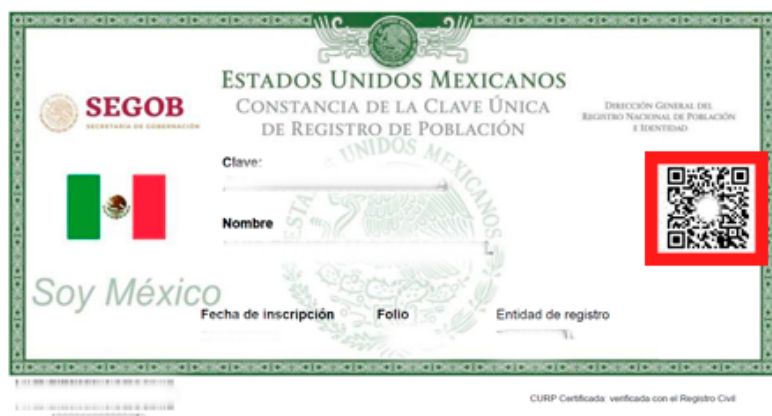 ESTADOS UNIDOS MEXICANOS
CONSTANCIA DE LA CLAVE ÚNICA
DE REGISTRO DE POBLACIÓN
SEGOB
SECRETARÍA DE GOBERNACIÓN
DIRECCIÓN GENERAL DEL
REGISTRO NACIONAL DE POBLACIÓN
E IDENTIDAD
Clave:
UNIDOS MEXICANOS
Nombre
Soy México
Fecha de inscripción Folio Entidad de registro
CURP Certificada: verificada con el Registro Civil